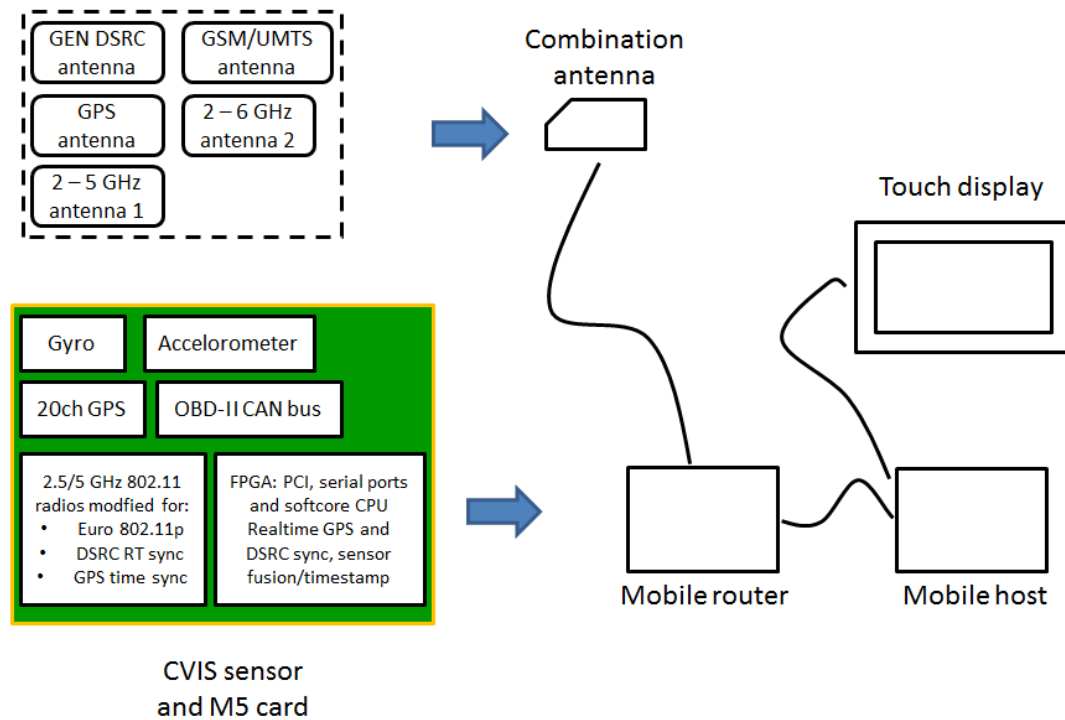 GEN DSRC
antenna
GSM/UMTS
antenna
GPS
antenna
2 – 6 GHz
antenna 2
2 – 5 GHz
antenna 1
Combination
antenna
Touch display
Gyro
Accelorometer
20ch GPS
OBD-II CAN bus
2.5/5 GHz 802.11
radios modfied for:
• Euro 802.11p
• DSRC RT sync
• GPS time sync
FPGA: PCI, serial ports
and softcore CPU
Realtime GPS and
DSRC sync, sensor
fusion/timestamp
Mobile router
Mobile host
CVIS sensor
and M5 card